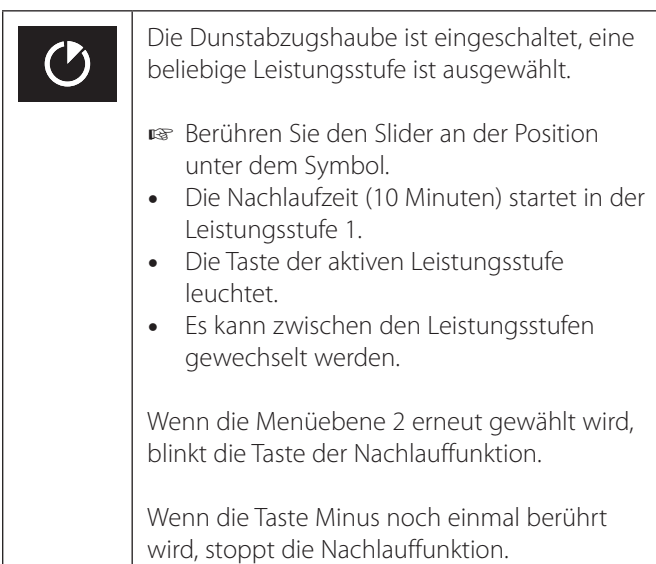 Die Dunstabzugshaube ist eingeschaltet, eine
beliebige Leistungsstufe ist ausgewählt.
☞ Berühren Sie den Slider an der Position
unter dem Symbol.
• Die Nachlaufzeit (10 Minuten) startet in der
Leistungsstufe 1.
• Die Taste der aktiven Leistungsstufe
leuchtet.
• Es kann zwischen den Leistungsstufen
gewechselt werden.
Wenn die Menüebene 2 erneut gewählt wird,
blinkt die Taste der Nachlauffunktion.
Wenn die Taste Minus noch einmal berührt
wird, stoppt die Nachlauffunktion.